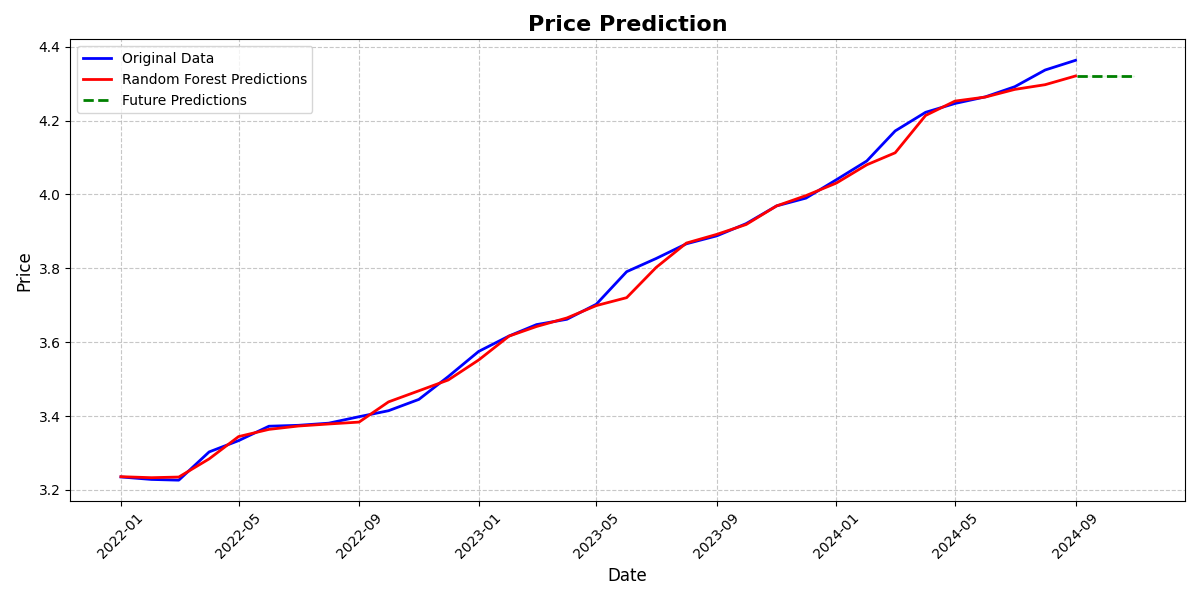 Price Prediction
Original Data
Random Forest Predictions
Future Predictions
Price
4.4
4.2
4.0
3.8
3.6
3.4
3.2
2022-01
2022-05
2022-09
2023-01
2023-05
2023-09
2024-01
2024-05
2024-09
Date